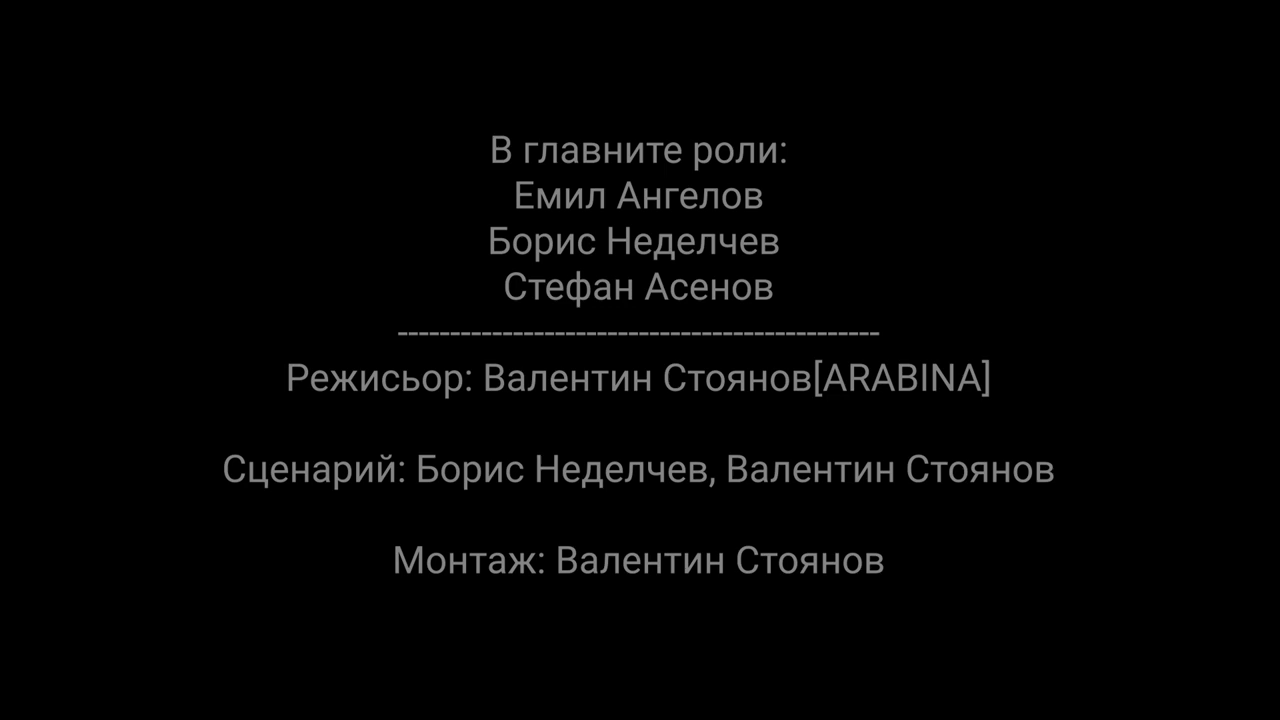 В главните роли:
Емил Ангелов
Борис Неделчев
Стефан Асенов
----------------------------------------------
Режисьор: Валентин Стоянов[ARABINA]
Сценарий: Борис Неделчев, Валентин Стоянов
Монтаж: Валентин Стоянов